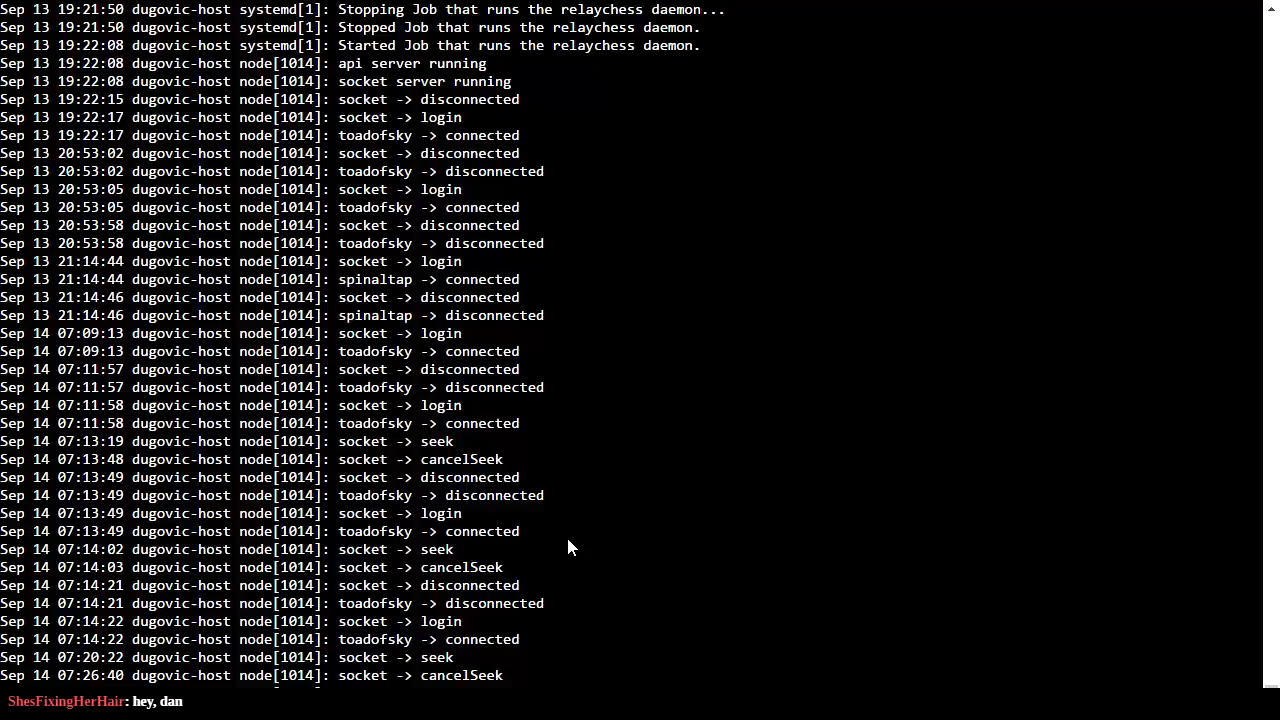 Sep 13 19:21:50 dugovic-host systemd[1]: Stopping Job that runs the relaychess daemon...
Sep 13 19:21:50 dugovic-host systemd[1]: Stopped Job that runs the relaychess daemon.
Sep 13 19:22:08 dugovic-host systemd[1]: Started Job that runs the relaychess daemon.
Sep 13 19:22:08 dugovic-host node[1014]: api server running
Sep 13 19:22:08 dugovic-host node[1014]: socket server running
Sep 13 19:22:15 dugovic-host node[1014]: socket -> disconnected
Sep 13 19:22:17 dugovic-host node[1014]: socket -> login
Sep 13 19:22:17 dugovic-host node[1014]: toadofsky -> connected
Sep 13 20:53:02 dugovic-host node[1014]: socket -> disconnected
Sep 13 20:53:02 dugovic-host node[1014]: toadofsky -> disconnected
Sep 13 20:53:05 dugovic-host node[1014]: socket -> login
Sep 13 20:53:05 dugovic-host node[1014]: toadofsky -> connected
Sep 13 20:53:58 dugovic-host node[1014]: socket -> disconnected
Sep 13 20:53:58 dugovic-host node[1014]: toadofsky -> disconnected
Sep 13 21:14:44 dugovic-host node[1014]: socket -> login
Sep 13 21:14:44 dugovic-host node[1014]: spinaltap -> connected
Sep 13 21:14:46 dugovic-host node[1014]: socket -> disconnected
Sep 13 21:14:46 dugovic-host node[1014]: spinaltap -> disconnected
Sep 14 07:09:13 dugovic-host node[1014]: socket -> login
Sep 14 07:09:13 dugovic-host node[1014]: toadofsky -> connected
Sep 14 07:11:57 dugovic-host node[1014]: socket -> disconnected
Sep 14 07:11:57 dugovic-host node[1014]: toadofsky -> disconnected
Sep 14 07:11:58 dugovic-host node[1014]: socket -> login
Sep 14 07:11:58 dugovic-host node[1014]: toadofsky -> connected
Sep 14 07:13:19 dugovic-host node[1014]: socket -> seek
Sep 14 07:13:48 dugovic-host node[1014]: socket -> cancelSeek
Sep 14 07:13:49 dugovic-host node[1014]: socket -> disconnected
Sep 14 07:13:49 dugovic-host node[1014]: toadofsky -> disconnected
Sep 14 07:13:49 dugovic-host node[1014]: socket -> login
Sep 14 07:13:49 dugovic-host node[1014]: toadofsky -> connected
Sep 14 07:14:02 dugovic-host node[1014]: socket -> seek
Sep 14 07:14:03 dugovic-host node[1014]: socket -> cancelSeek
Sep 14 07:14:21 dugovic-host node[1014]: socket -> disconnected
Sep 14 07:14:21 dugovic-host node[1014]: toadofsky -> disconnected
Sep 14 07:14:22 dugovic-host node[1014]: socket -> login
Sep 14 07:14:22 dugovic-host node[1014]: toadofsky -> connected
Sep 14 07:20:22 dugovic-host node[1014]: socket -> seek
Sep 14 07:26:40 dugovic-host node[1014]: socket -> cancelSeek
ShesFixingHerHair: hey, dan